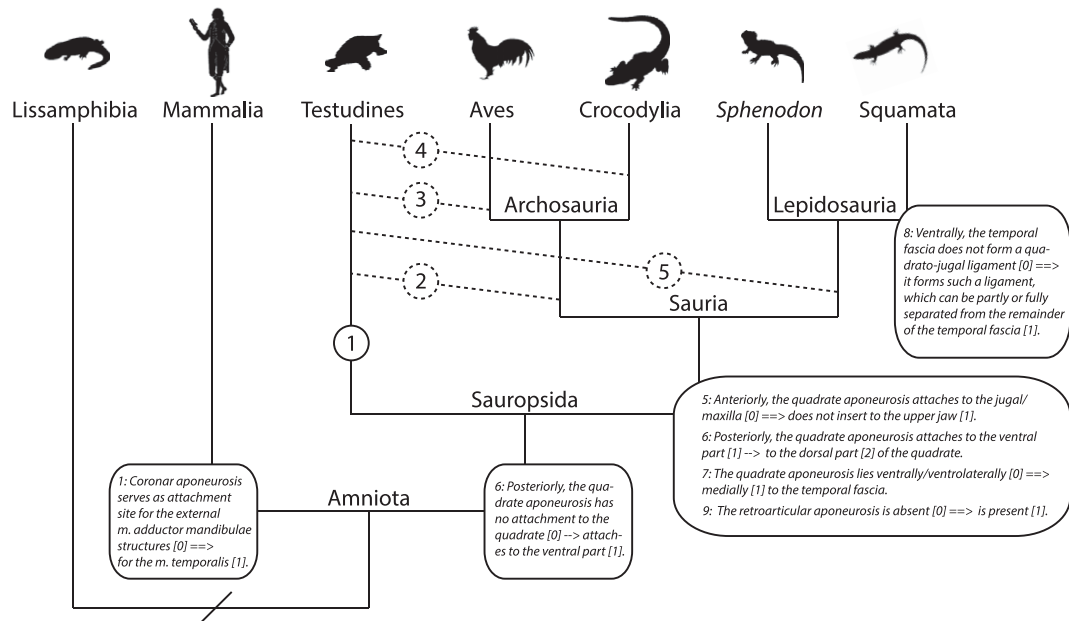 Lissamphibia
Mammalia
Testudines
Aves
Crocodylia
Sphenodon
Squamata
4
3
Archosauria
Lepidosauria
8: Ventrally, the temporal
fascia does not form a qua-
drato-jugal ligament [0] ==>
it forms such a ligament,
which can be partly or fully
separated from the remainder
of the temporal fascia [1].
5
2
Sauria
1
Sauropsida
5: Anteriorly, the quadrate aponeurosis attaches to the jugal/
maxilla [0] ==> does not insert to the upper jaw [1].
6: Posteriorly, the quadrate aponeurosis attaches to the ventral
part [1] --> to the dorsal part [2] of the quadrate.
7: The quadrate aponeurosis lies ventrally/ventrolaterally [0] ==>
medially [1] to the temporal fascia.
9: The retroarticular aponeurosis is absent [0] ==> is present [1].
1: Coronar aponeurosis
serves as attachment
site for the external
m. adductor mandibulae
structures [0] ==>
for the m. temporalis [1].
Amniota
6: Posteriorly, the qua-
drate aponeurosis has
no attachment to the
quadrate [0] --> attach-
es to the ventral part [1].